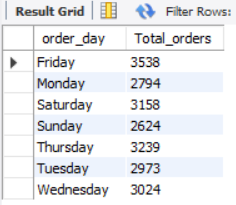 Result Grid Filter Rows:
order_day Total_orders
Friday 3538
Monday 2794
Saturday 3158
Sunday 2624
Thursday 3239
Tuesday 2973
Wednesday 3024